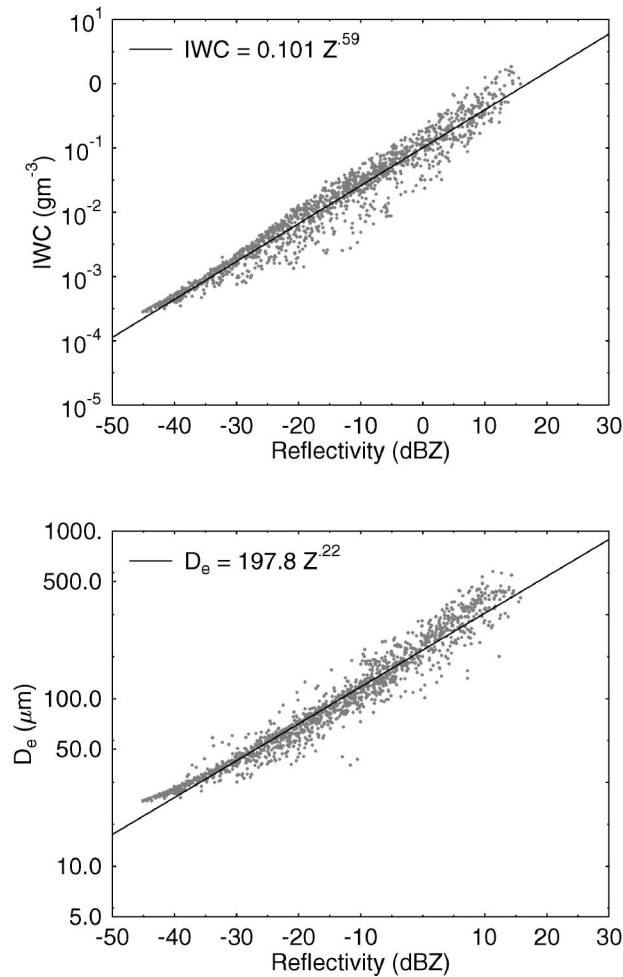 10^1
IWC = 0.101 Z^.59
0
10^-1
IWC (gm^-3)
10^-2
10^-3
10^-4
10^-5
-50 -40 -30 -20 -10 0 10 20 30
Reflectivity (dBZ)
1000.
D_e = 197.8 Z^.22
500.0
100.0
D_e (μm)
50.0
10.0
5.0
-50 -40 -30 -20 -10 0 10 20 30
Reflectivity (dBZ)